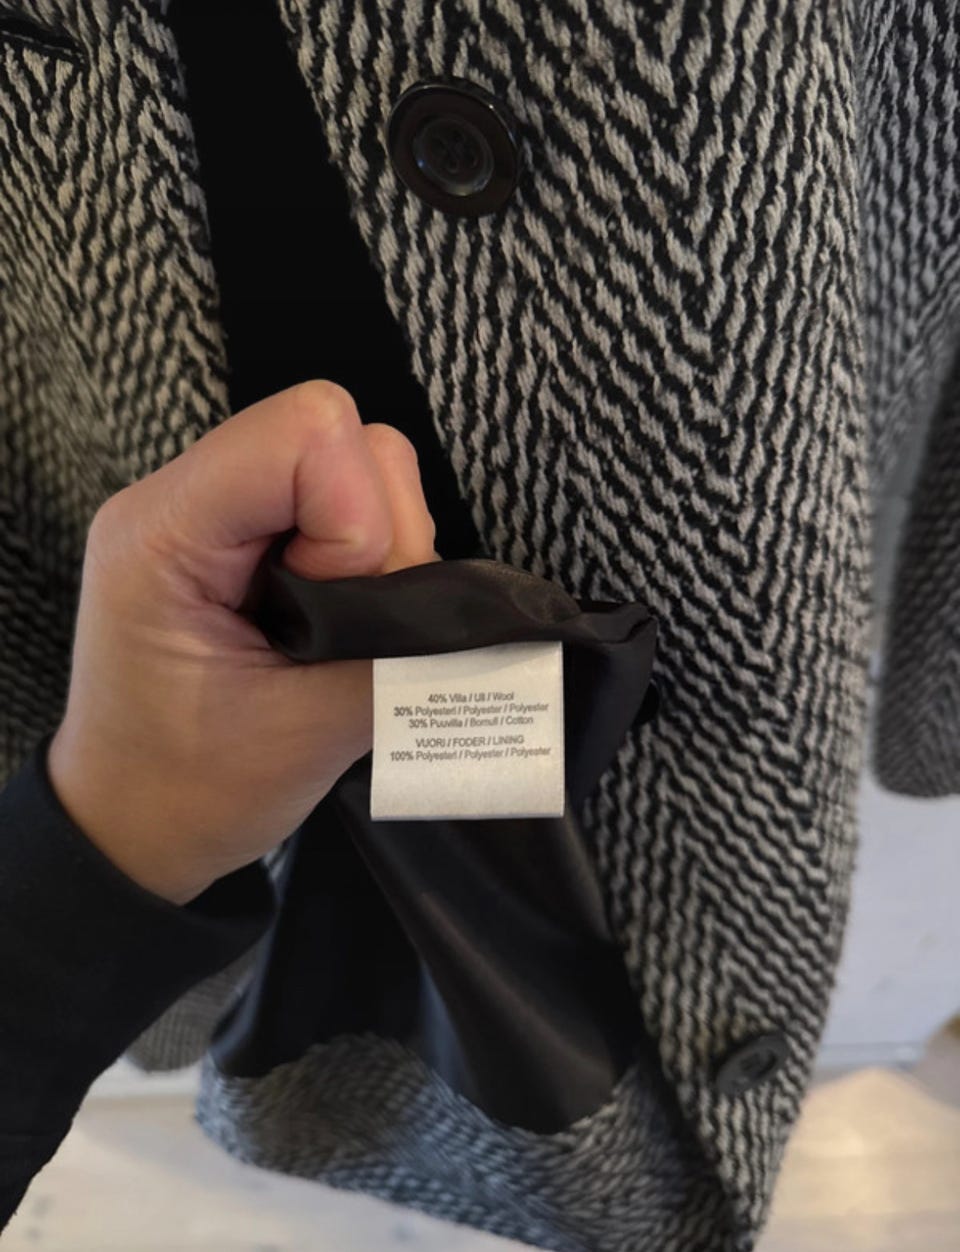 40% Villa / Ull / Wool
30% Polyesteri / Polyester / Polyester
30% Puuvilla / Bomull / Cotton
VUORI / FODER / LINING
100% Polyesteri / Polyester / Polyester